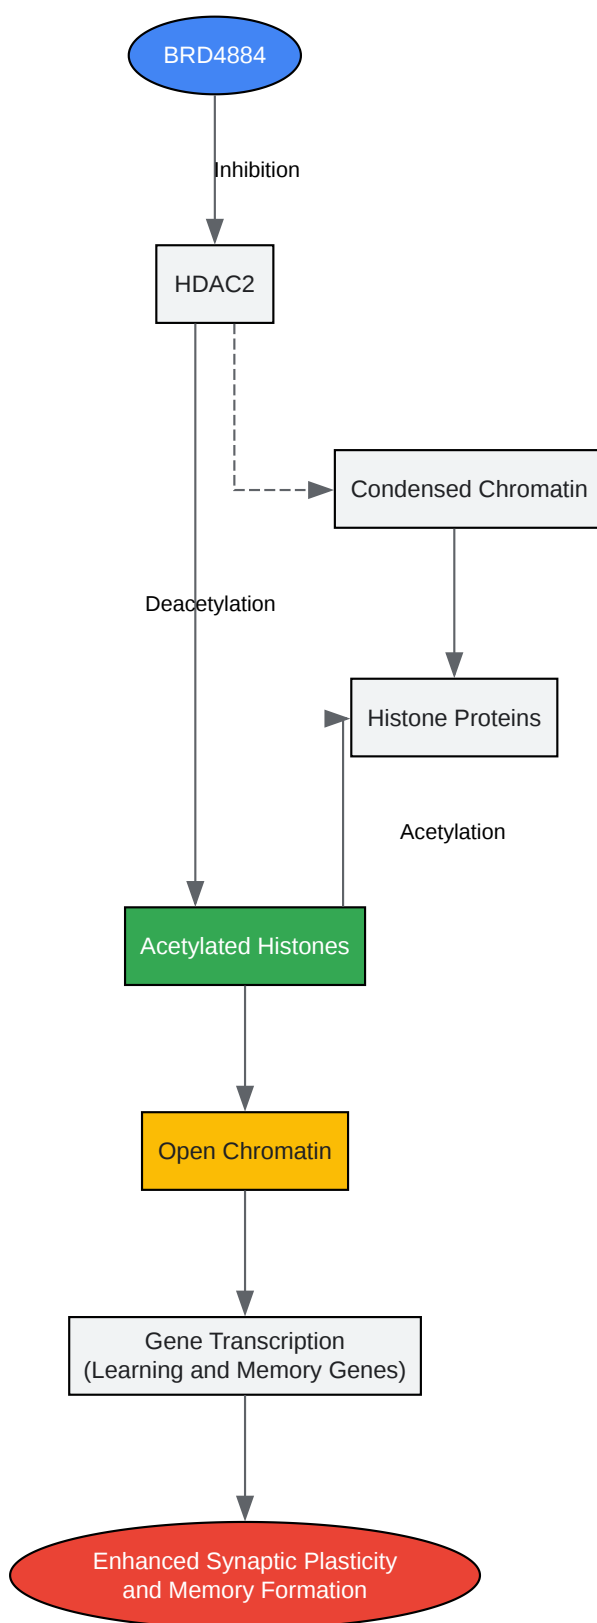 BRD4884
Inhibition
HDAC2
Condensed Chromatin
Deacetylation
Histone Proteins
Acetylation
Acetylated Histones
Open Chromatin
Gene Transcription
(Learning and Memory Genes)
Enhanced Synaptic Plasticity
and Memory Formation